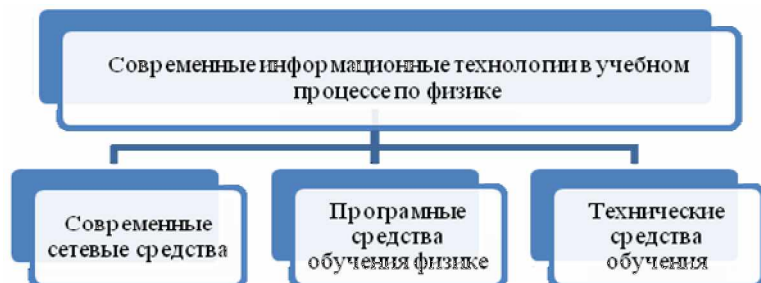 Современные информационные технологии в учебном
процессе по физике
Современные
сетевые средства
Програмные
средства
обучения физике
Технические
средства
обучения